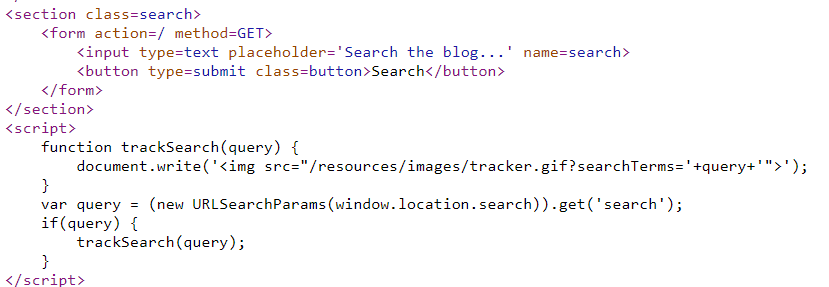 <section class=search>
    <form action=/ method=GET>
        <input type=text placeholder='Search the blog...' name=search>
        <button type=submit class=button>Search</button>
    </form>
</section>
<script>
    function trackSearch(query) {
        document.write('<img src="/resources/images/tracker.gif?searchTerms='+query+'">');
    }
    var query = (new URLSearchParams(window.location.search)).get('search');
    if(query) {
        trackSearch(query);
    }
</script>